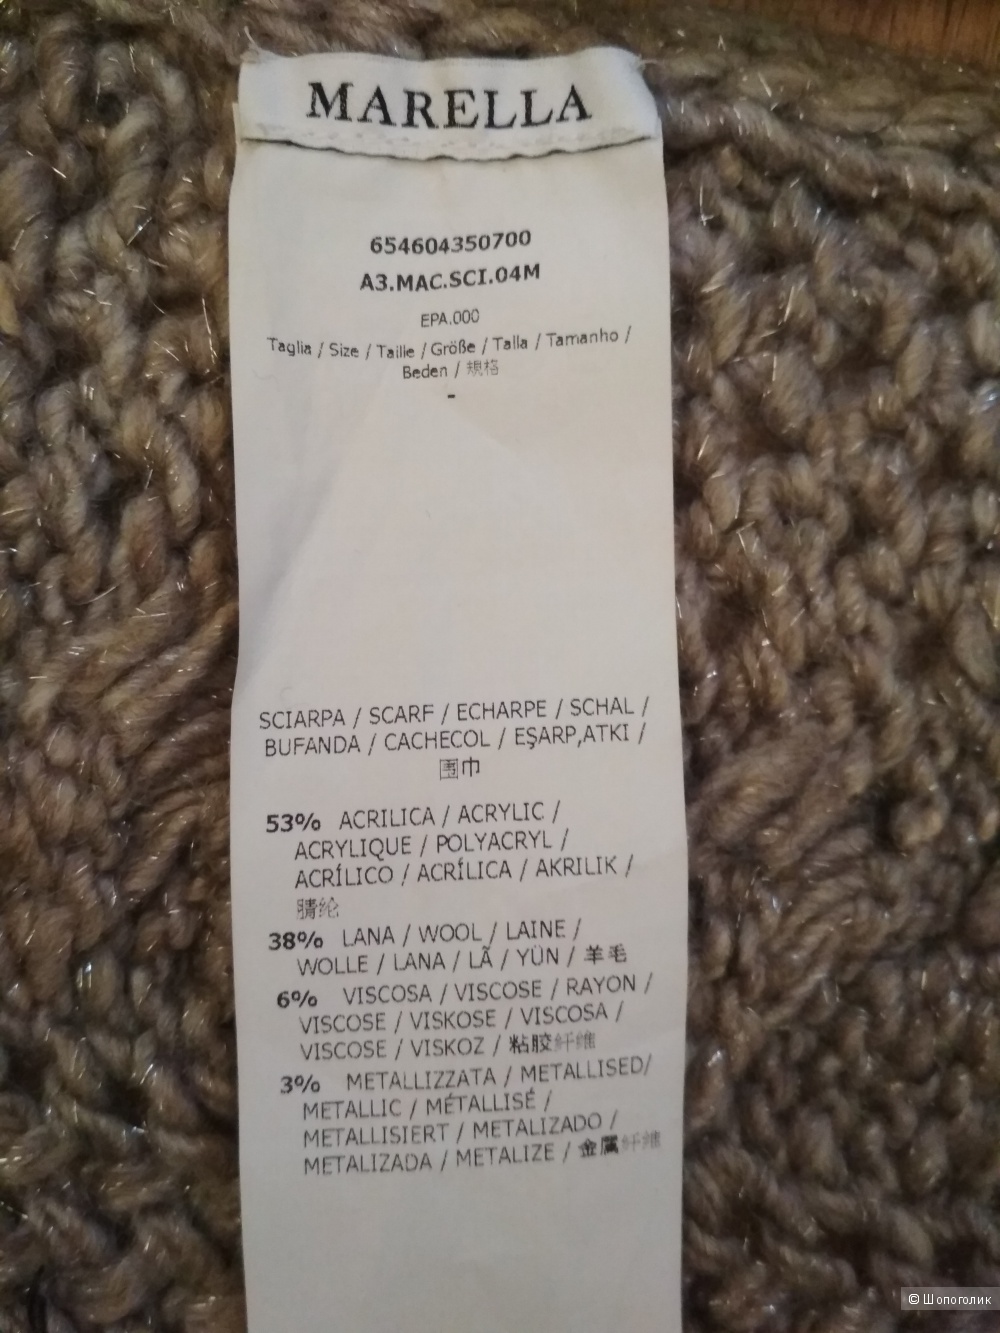 MARELLA
654604350700
A3.MAC.SCI.04M
EPA.000
Taglia / Size / Taille / Größe / Talla / Tamanho /
Beden / 規格
-
SCIARPA / SCARF / ECHARPE / SCHAL /
BUFANDA / CACHECOL / EŞARP,ATKI /
围巾
53% ACRILICA / ACRYLIC /
ACRYLIQUE / POLYACRYL /
ACRÍLICO / ACRÍLICA / AKRILIK /
腈纶
38% LANA / WOOL / LAINE /
WOLLE / LANA / LÃ / YÜN / 羊毛
6% VISCOSA / VISCOSE / RAYON /
VISCOSE / VISKOSE / VISCOSA /
VISCOSE / VISKOZ / 粘胶纤维
3% METALLIZZATA / METALLISED/
METALLIC / MÉTALLISÉ /
METALLISIERT / METALIZADO /
METALIZADA / METALIZE / 金属纤维
© Шопоголик